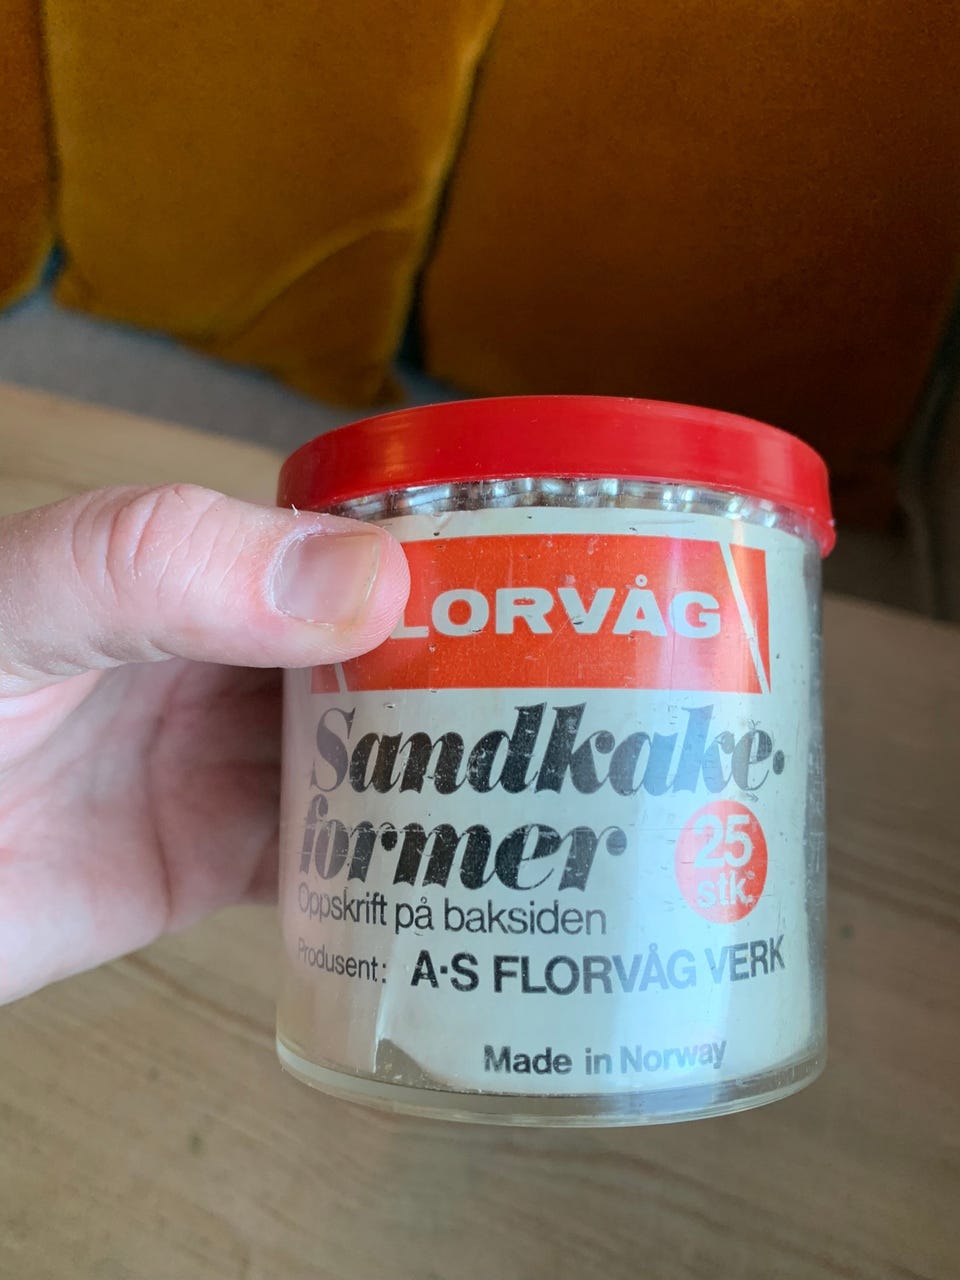 LORVÅG
Sandkake-
former
25
stk.
Oppskrift på baksiden
Produsent: A·S FLORVÅG VERK
Made in Norway